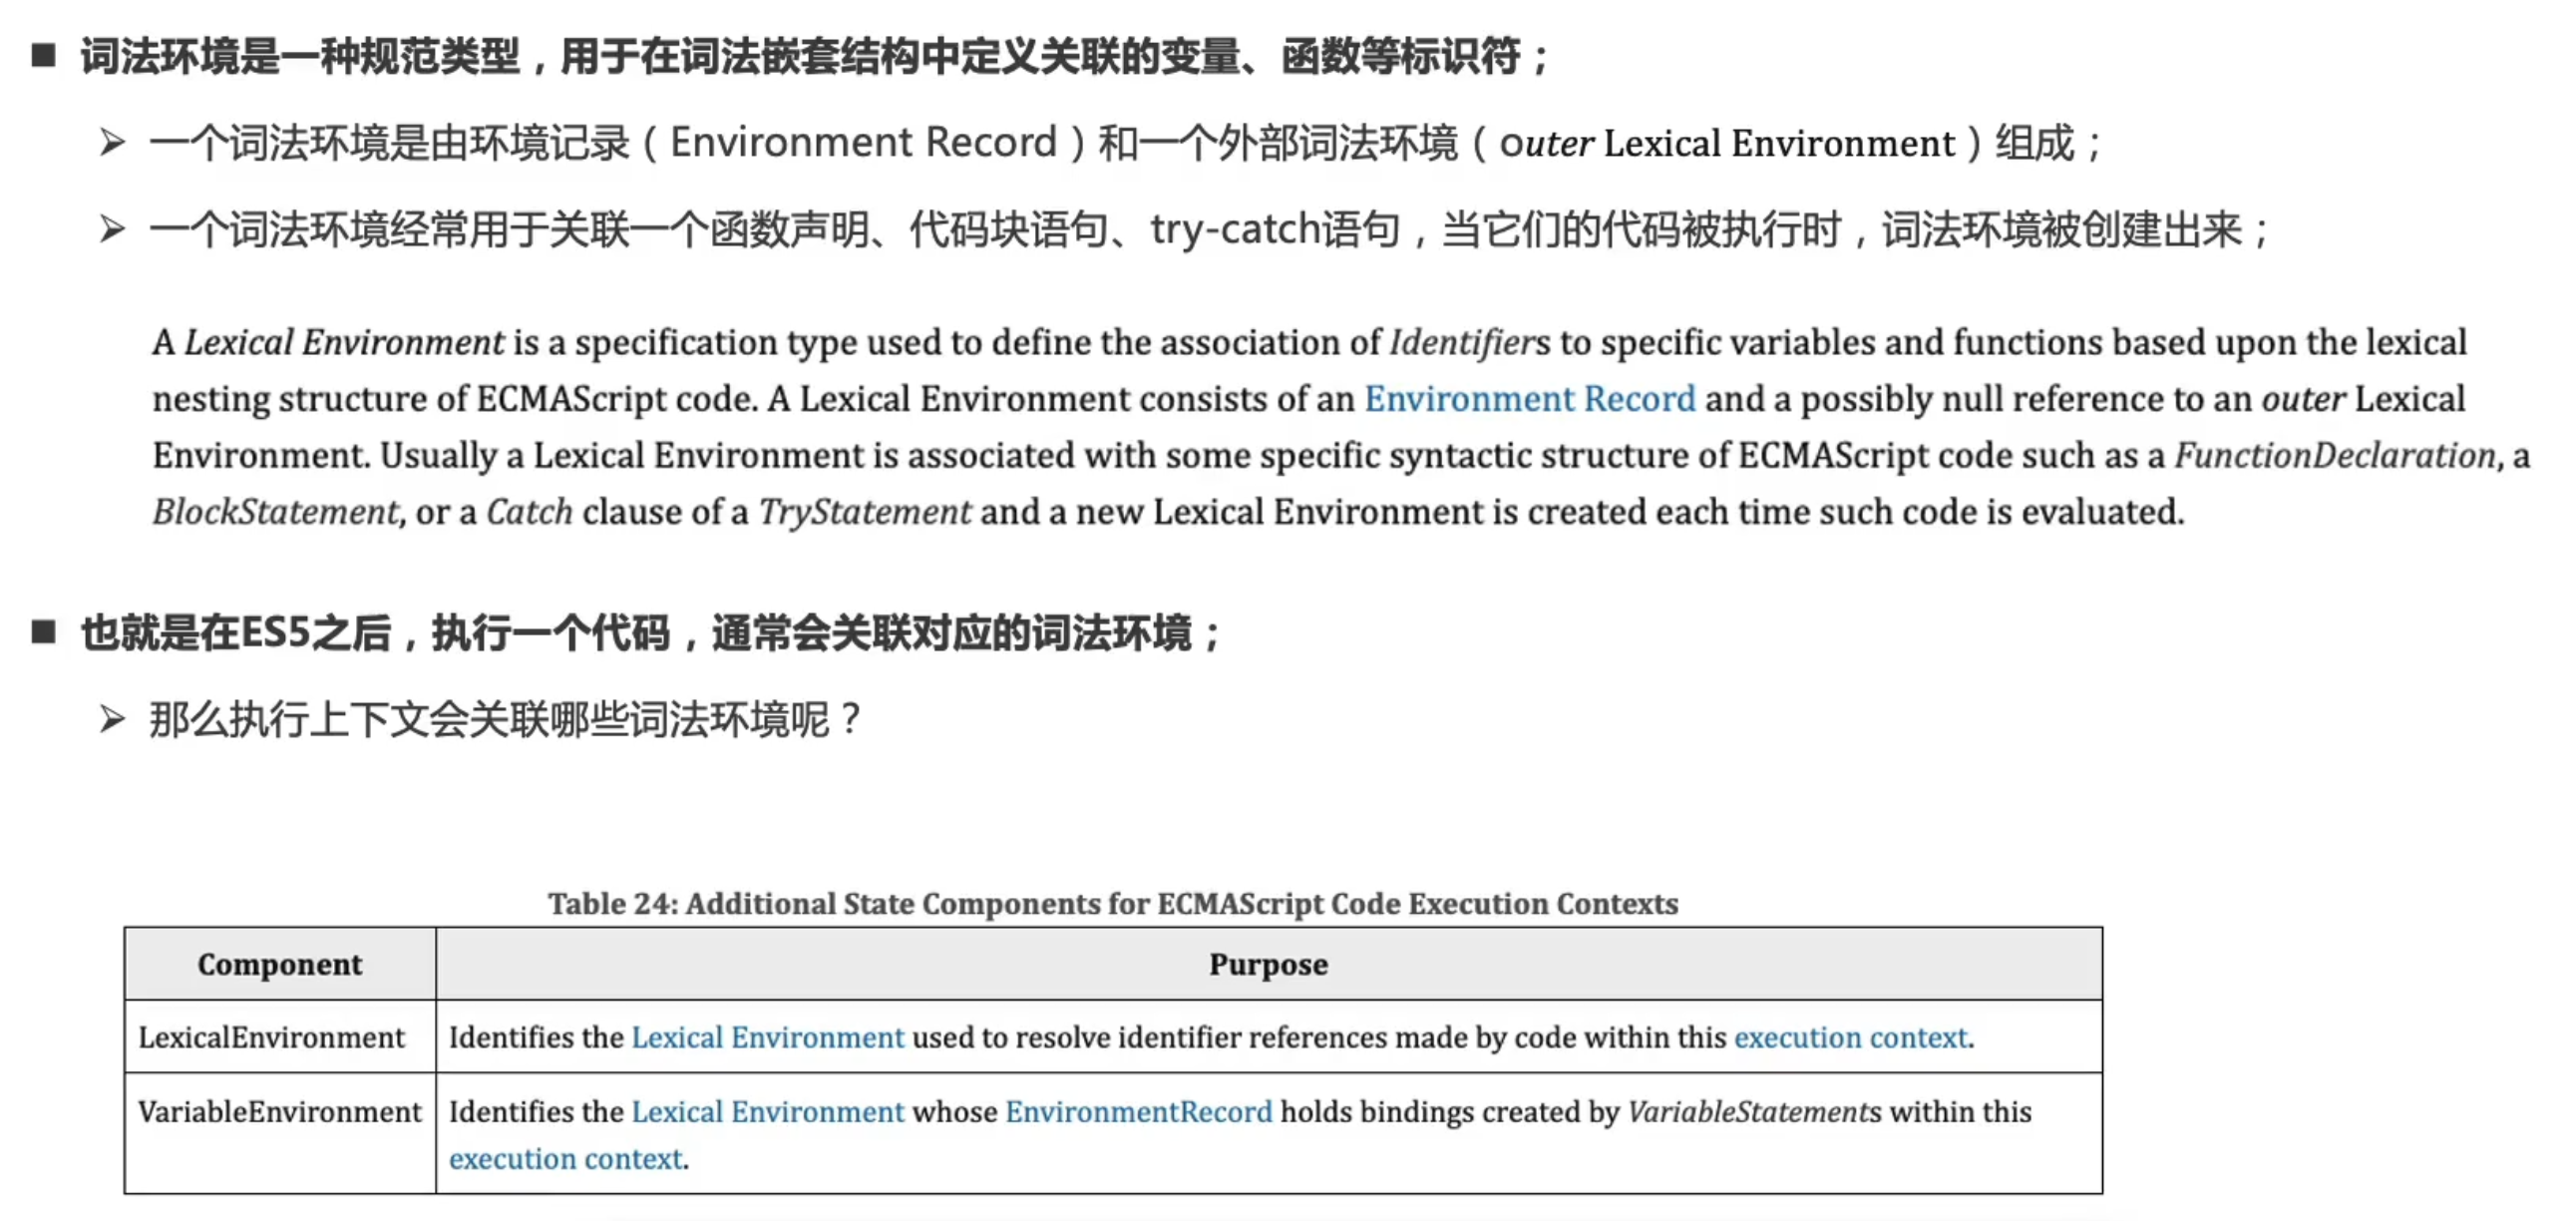 ■ 词法环境是一种规范类型，用于在词法嵌套结构中定义关联的变量、函数等标识符；
➢ 一个词法环境是由环境记录（Environment Record）和一个外部词法环境（outer Lexical Environment）组成；
➢ 一个词法环境经常用于关联一个函数声明、代码块语句、try-catch语句，当它们的代码被执行时，词法环境被创建出来；
A Lexical Environment is a specification type used to define the association of Identifiers to specific variables and functions based upon the lexical
nesting structure of ECMAScript code. A Lexical Environment consists of an Environment Record and a possibly null reference to an outer Lexical
Environment. Usually a Lexical Environment is associated with some specific syntactic structure of ECMAScript code such as a FunctionDeclaration, a
BlockStatement, or a Catch clause of a TryStatement and a new Lexical Environment is created each time such code is evaluated.
■ 也就是在ES5之后，执行一个代码，通常会关联对应的词法环境；
➢ 那么执行上下文会关联哪些词法环境呢？
Table 24: Additional State Components for ECMAScript Code Execution Contexts
Component Purpose
LexicalEnvironment Identifies the Lexical Environment used to resolve identifier references made by code within this execution context.
VariableEnvironment Identifies the Lexical Environment whose EnvironmentRecord holds bindings created by VariableStatements within this
execution context.